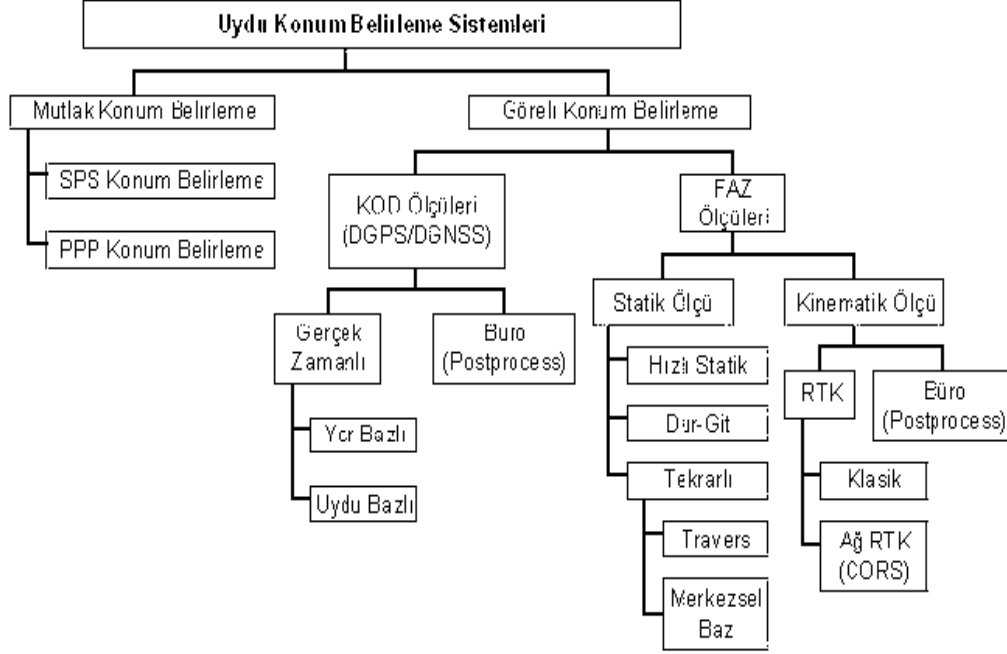 Uydu Konum Belirleme Sistemleri
Mutlak Konum Belirleme
Göreli Konum Belirleme
SPS Konum Belirleme
PPP Konum Belirleme
KOD Ölçüleri
(DGPS/DGNSS)
FAZ
Ölçüleri
Gerçek
Zamanlı
Büro
(Postprocess)
Statik Ölçü
Kinematik Ölçü
Yer Bazlı
Uydu Bazlı
Hızlı Statik
Dur-Git
Tekrarlı
Travers
Merkezsel
Baz
RTK
Büro
(Postprocess)
Klasik
Ağ RTK
(CORS)